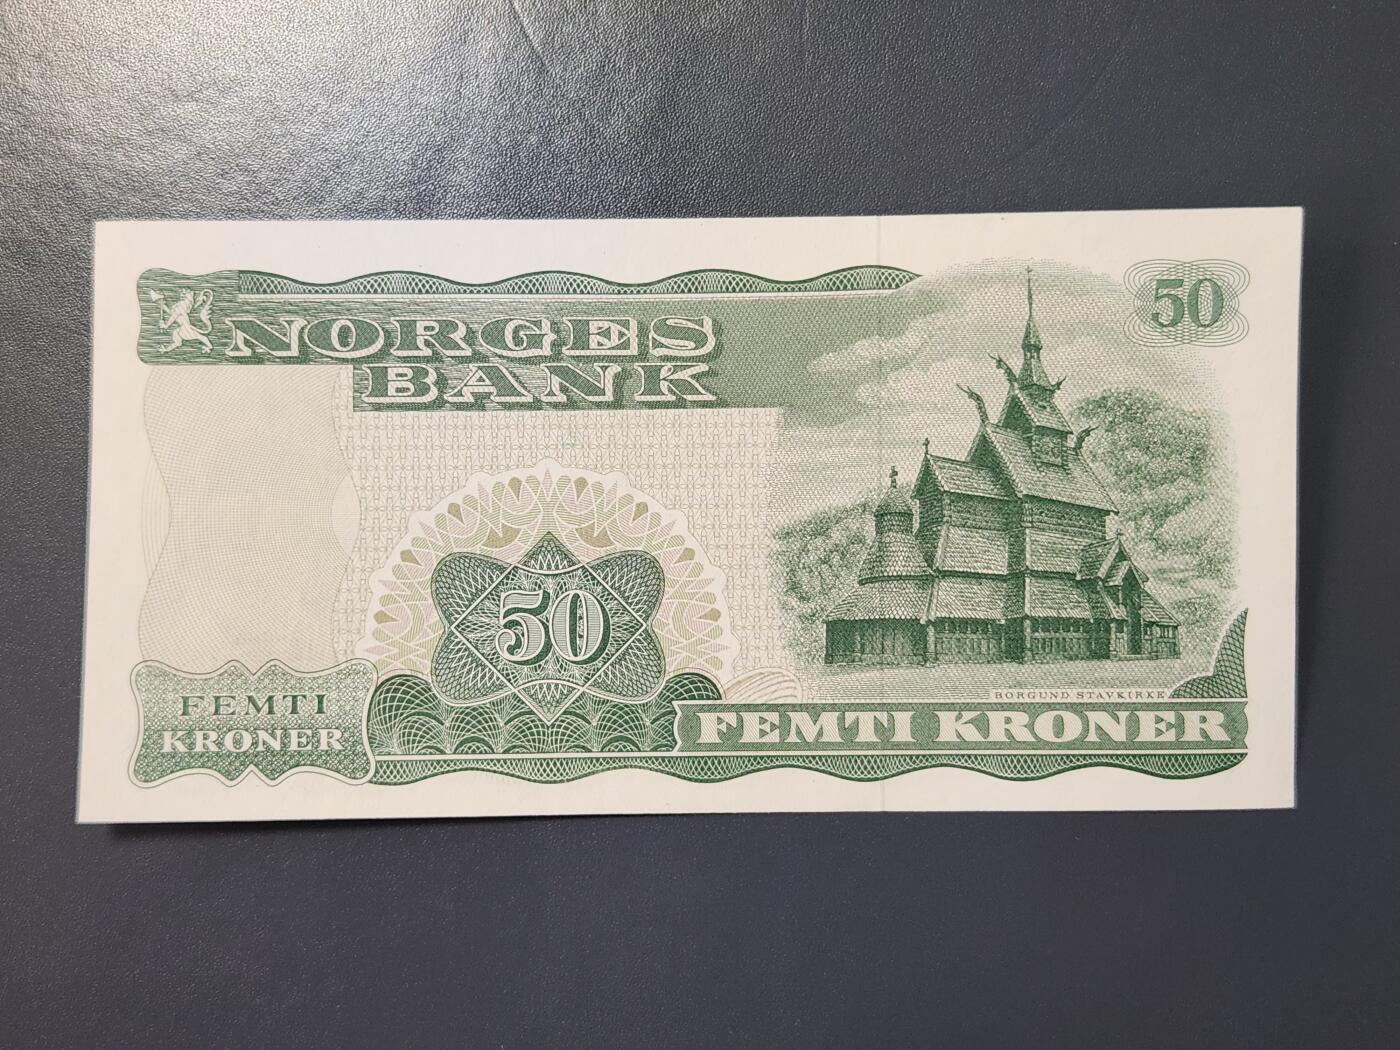 NORGES
BANK
50
50
BORGUND STAVKIRKE
FEMTI
KRONER
FEMTI KRONER